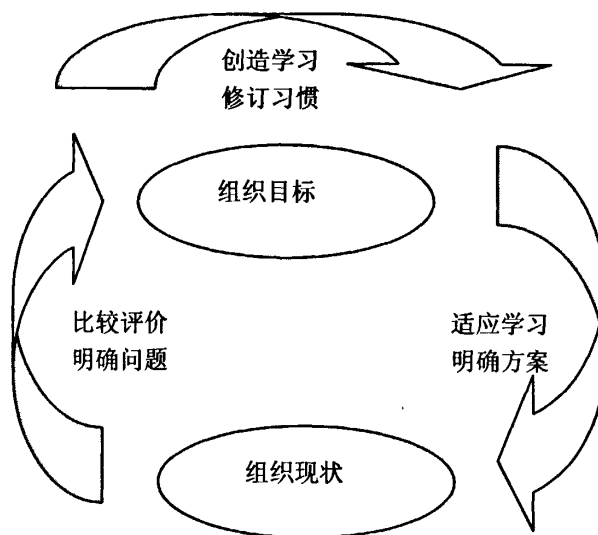 创造学习
修订习惯
组织目标
比较评价
明确问题
适应学习
明确方案
组织现状